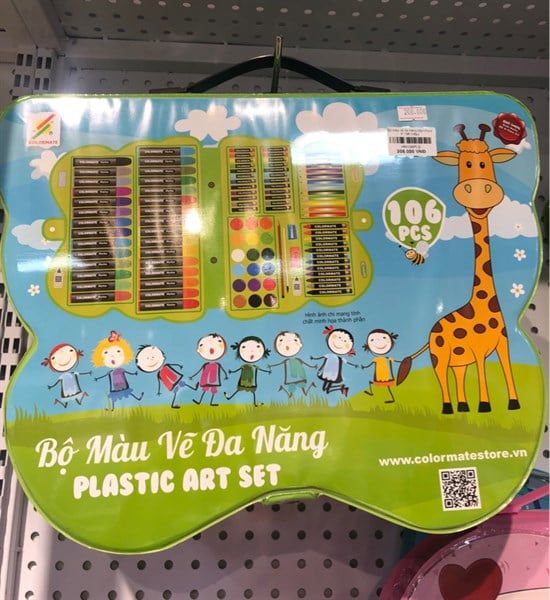 COLORMATE
106
PCS
Hình ảnh chỉ mang tính
chất minh họa thành phần
Bộ Màu Vẽ Đa Năng
PLASTIC ART SET
www.colormatestore.vn